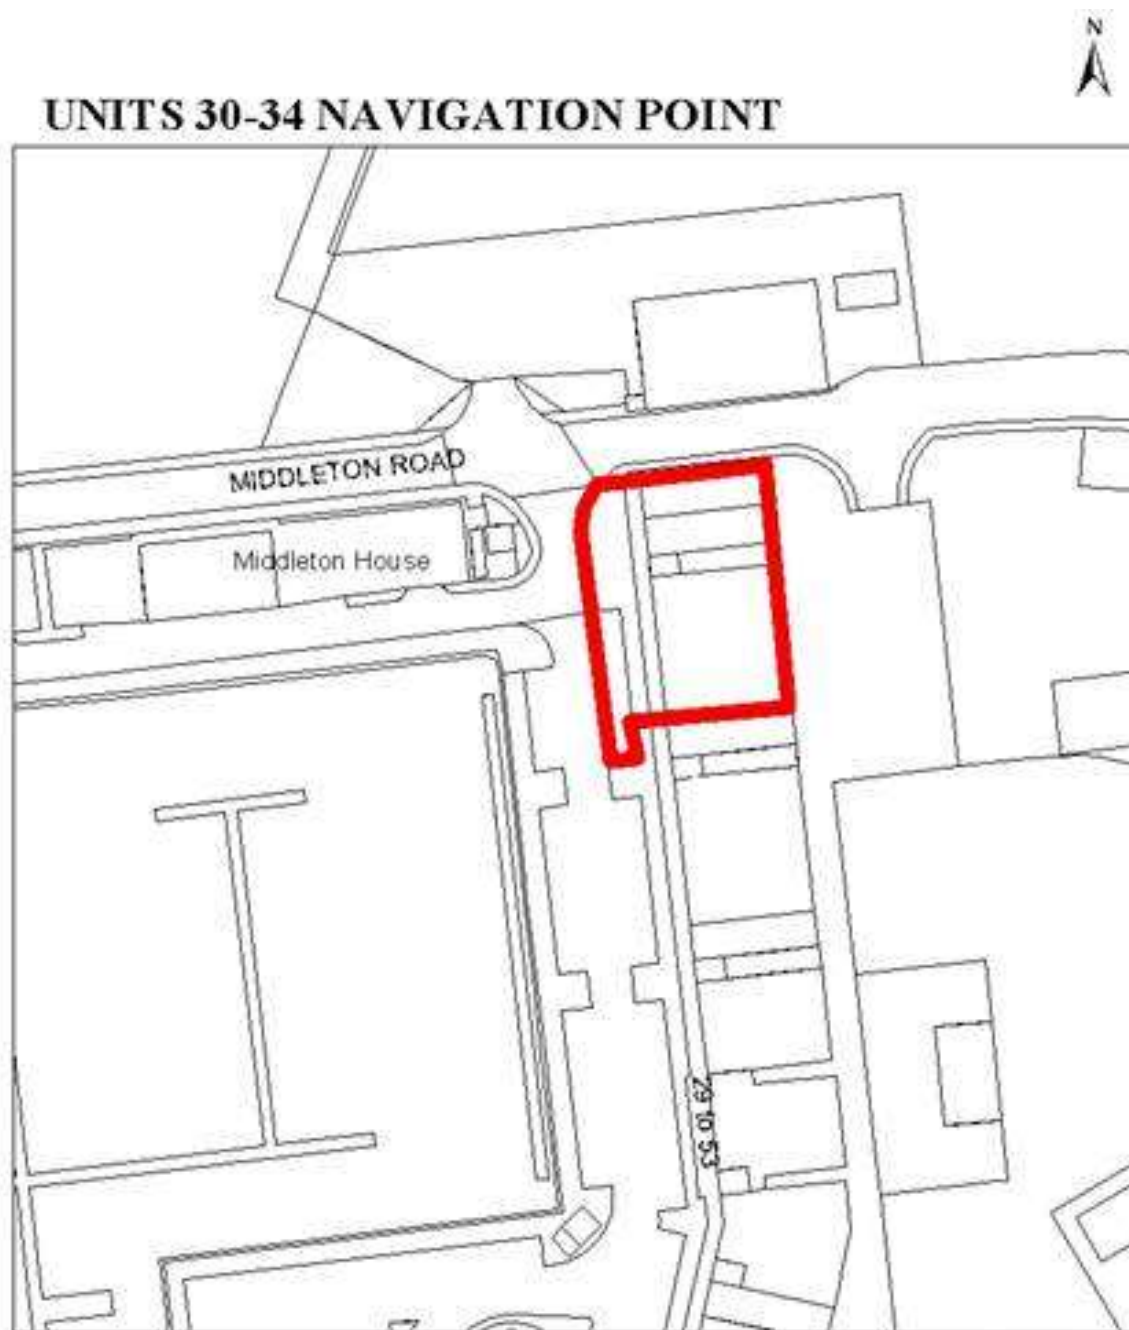 N
UNITS 30-34 NAVIGATION POINT
MIDDLETON ROAD
Middleton House
29 to 53